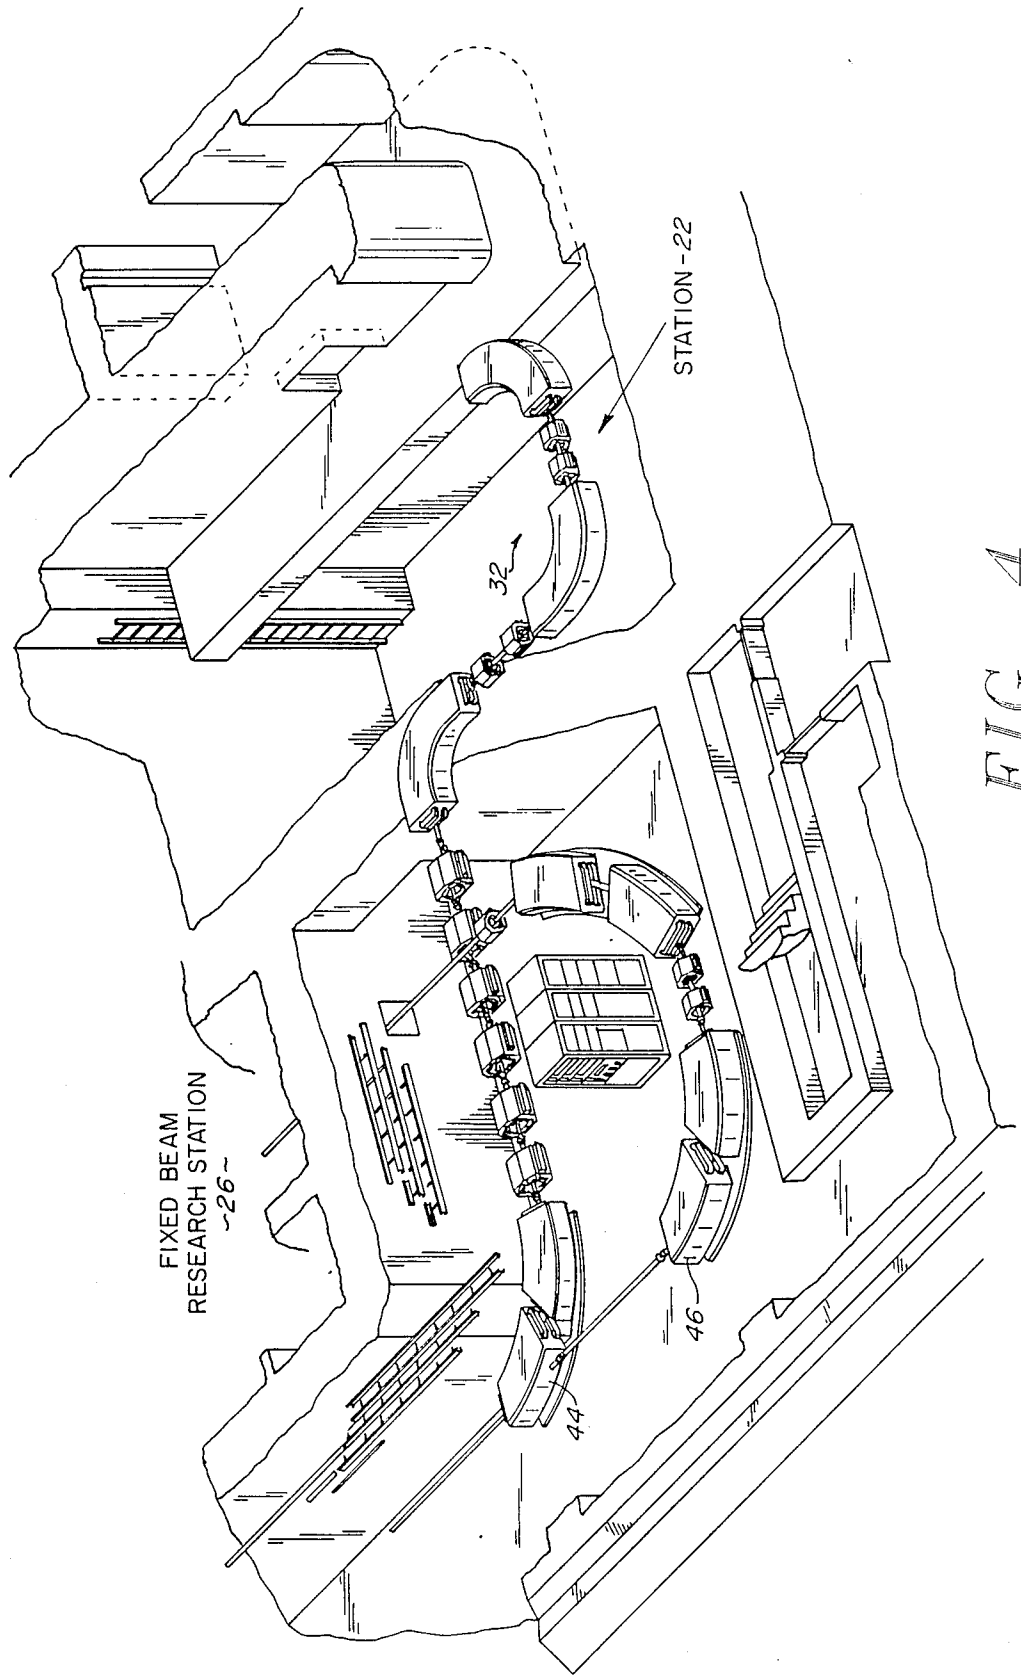 FIXED BEAM
RESEARCH STATION
~26~
STATION-22
32
44
46
FIG 4